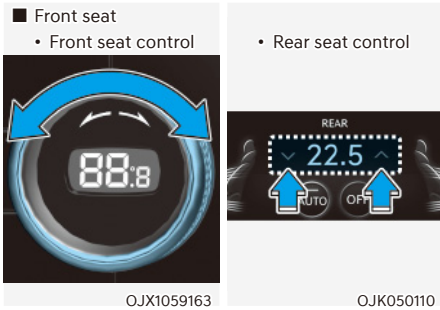 ■ Front seat
• Front seat control
88.8
OJX1059163
• Rear seat control
REAR
22.5
AUTO
OFF
OJK050110